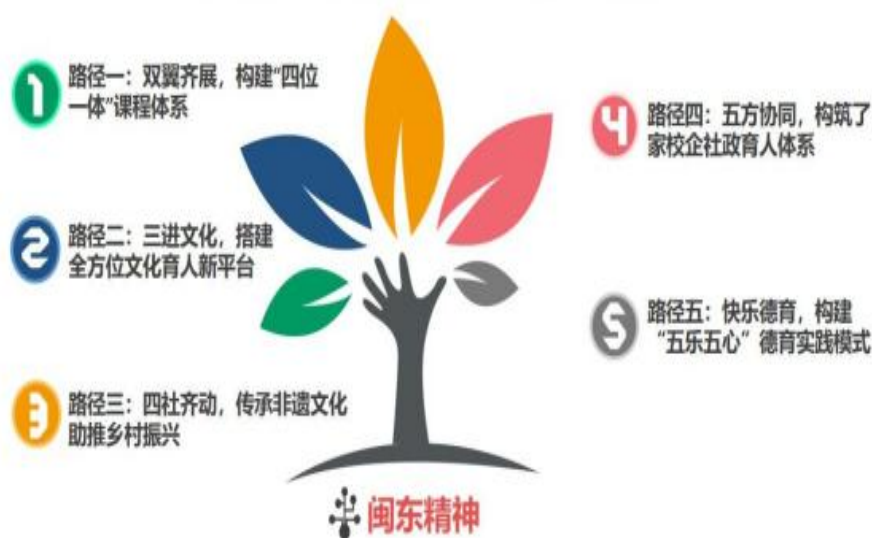 1
路径一：双翼齐展，构建“四位
一体”课程体系
2
路径二：三进文化，搭建
全方位文化育人新平台
3
路径三：四社齐动，传承非遗文化
助推乡村振兴
4
路径四：五方协同，构筑了
家校企社政育人体系
5
路径五：快乐德育，构建
“五乐五心”德育实践模式
闽东精神